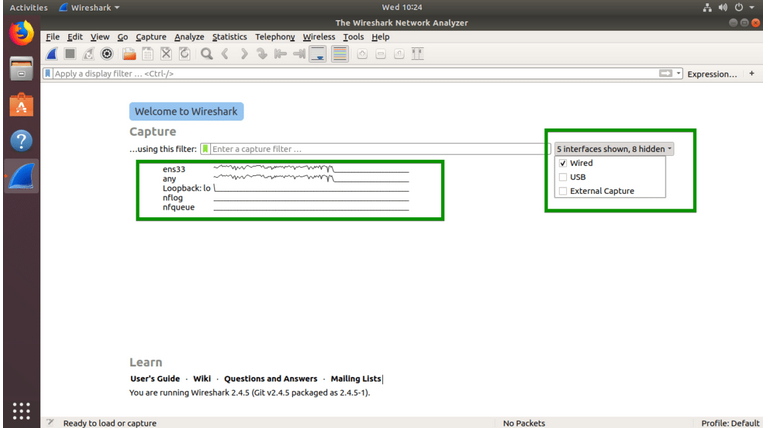 Activities Wireshark Wed 10:24
The Wireshark Network Analyzer
File Edit View Go Capture Analyze Statistics Telephony Wireless Tools Help
Apply a display filter … <Ctrl-/> Expression… +
Welcome to Wireshark
Capture
…using this filter: Enter a capture filter … 5 interfaces shown, 8 hidden
Wired
USB
External Capture
ens33
any
Loopback: lo
nflog
nfqueue
Learn
User's Guide · Wiki · Questions and Answers · Mailing Lists
You are running Wireshark 2.4.5 (Git v2.4.5 packaged as 2.4.5-1).
Ready to load or capture No Packets Profile: Default